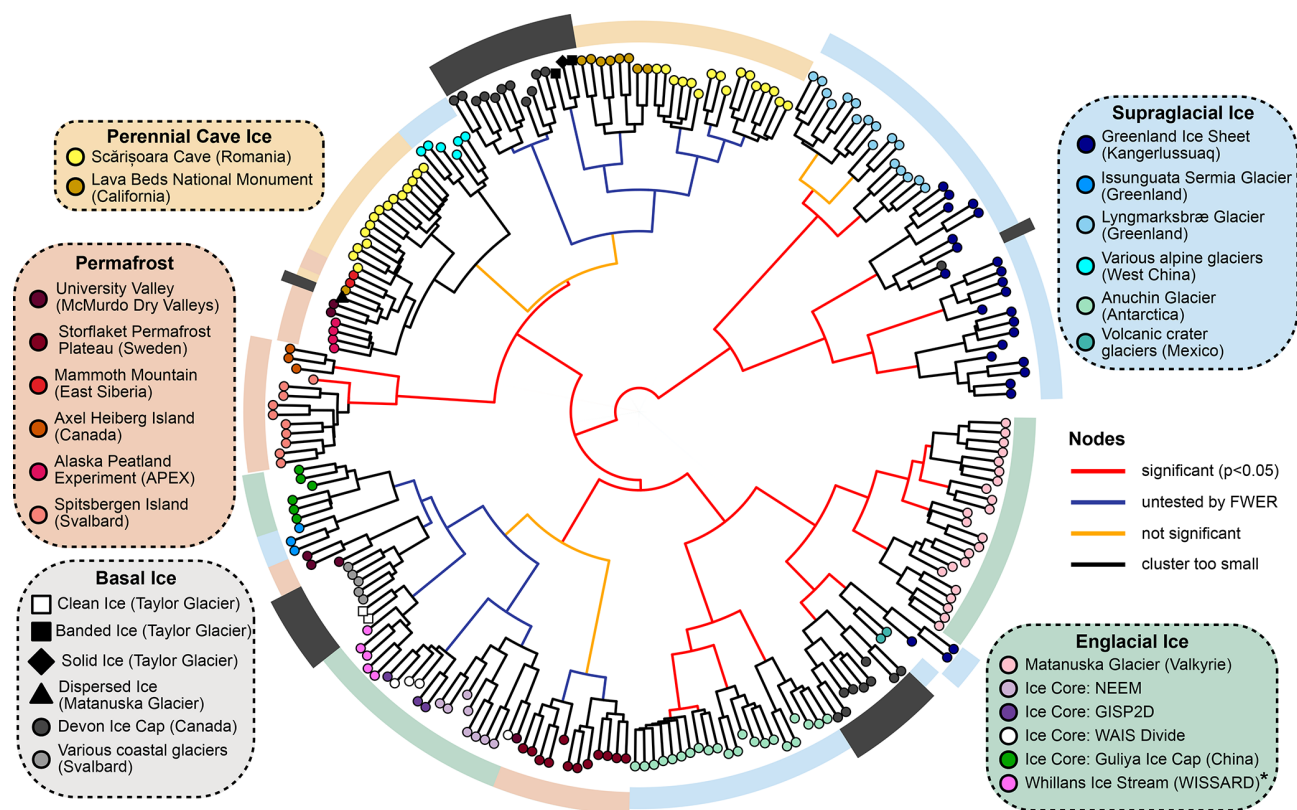 Perennial Cave Ice
Scărișoara Cave (Romania)
Lava Beds National Monument
(California)
Permafrost
University Valley
(McMurdo Dry Valleys)
Storflaket Permafrost
Plateau (Sweden)
Mammoth Mountain
(East Siberia)
Axel Heiberg Island
(Canada)
Alaska Peatland
Experiment (APEX)
Spitsbergen Island
(Svalbard)
Basal Ice
Clean Ice (Taylor Glacier)
Banded Ice (Taylor Glacier)
Solid Ice (Taylor Glacier)
Dispersed Ice
(Matanuska Glacier)
Devon Ice Cap (Canada)
Various coastal glaciers
(Svalbard)
Supraglacial Ice
Greenland Ice Sheet
(Kangerlussuaq)
Issunguata Sermia Glacier
(Greenland)
Lyngmarksbræ Glacier
(Greenland)
Various alpine glaciers
(West China)
Anuchin Glacier
(Antarctica)
Volcanic crater
glaciers (Mexico)
Nodes
significant (p<0.05)
untested by FWER
not significant
cluster too small
Englacial Ice
Matanuska Glacier (Valkyrie)
Ice Core: NEEM
Ice Core: GISP2D
Ice Core: WAIS Divide
Ice Core: Guliya Ice Cap (China)
Whillans Ice Stream (WISSARD)*